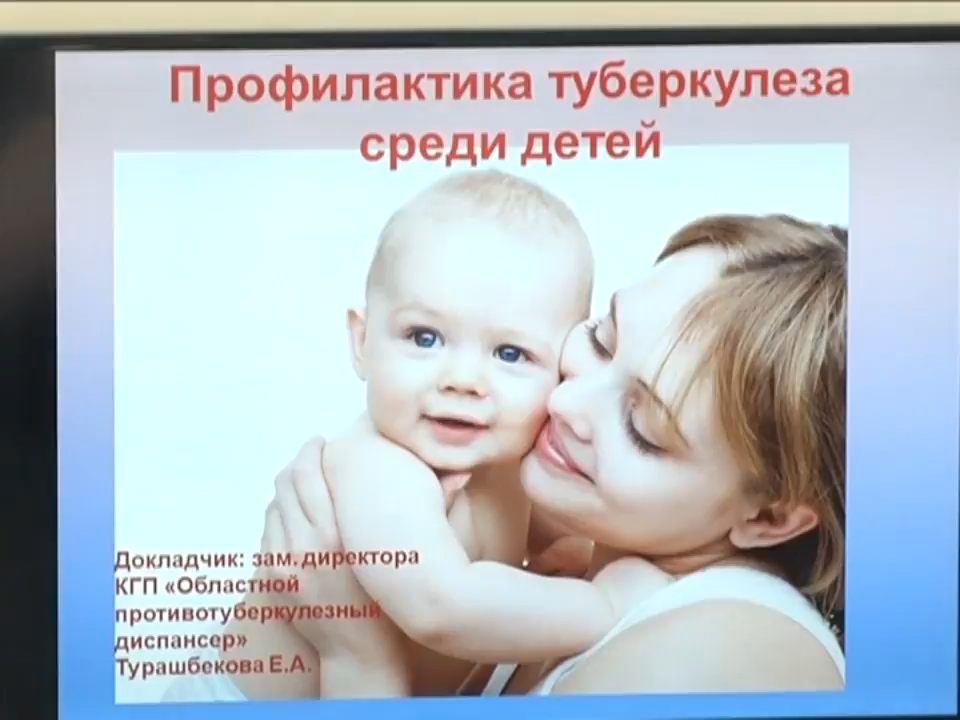 Профилактика туберкулеза
среди детей
Докладчик: зам. директора
КГП «Областной
противотуберкулезный
диспансер»
Турашбекова Е.А.